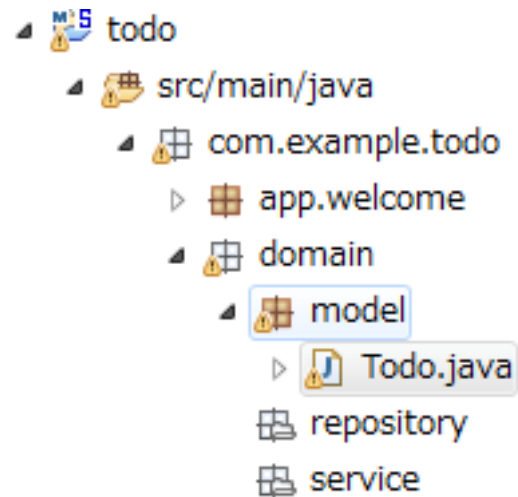 todo
src/main/java
com.example.todo
app.welcome
domain
model
Todo.java
repository
service